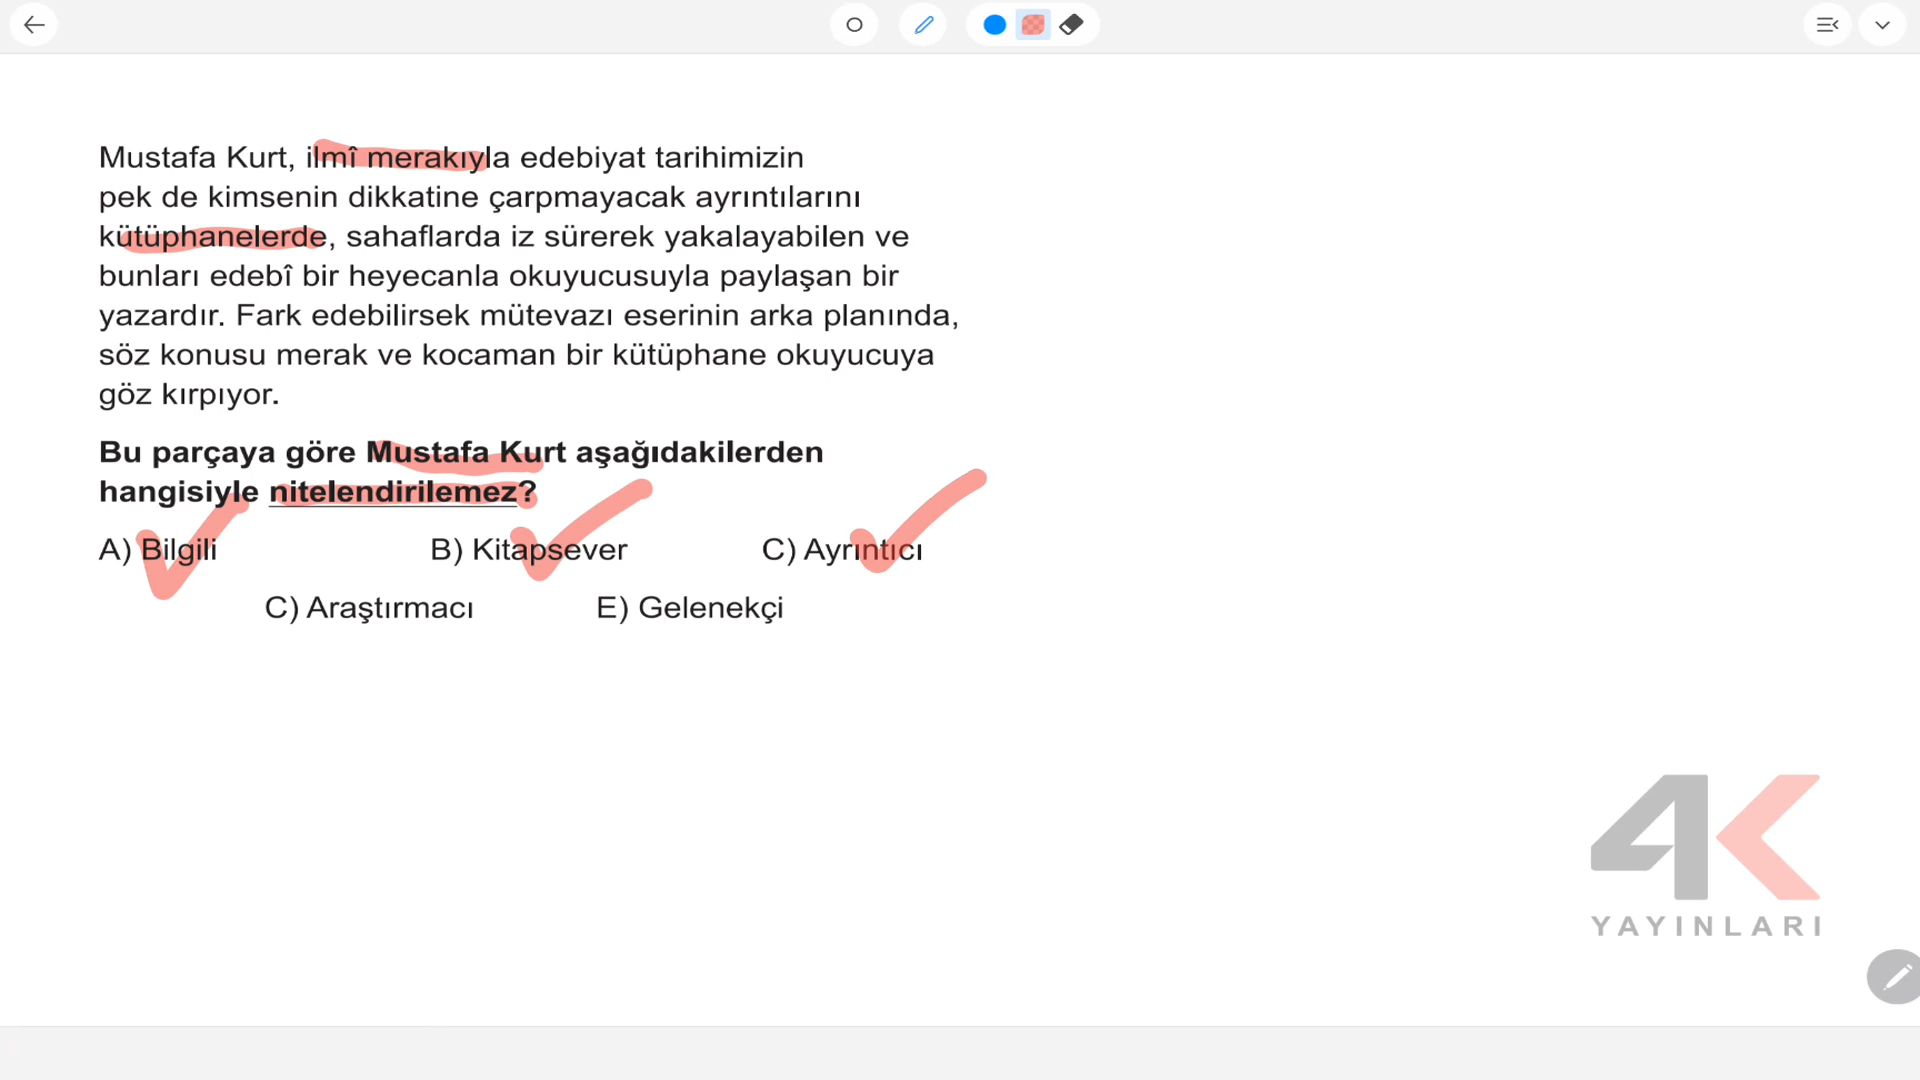 Mustafa Kurt, ilmî merakıyla edebiyat tarihimizin
pek de kimsenin dikkatine çarpmayacak ayrıntılarını
kütüphanelerde, sahaflarda iz sürerek yakalayabilen ve
bunları edebî bir heyecanla okuyucusuyla paylaşan bir
yazardır. Fark edebilirsek mütevazı eserinin arka planında,
söz konusu merak ve kocaman bir kütüphane okuyucuya
göz kırpıyor.
Bu parçaya göre Mustafa Kurt aşağıdakilerden
hangisiyle nitelendirilemez?
A) Bilgili B) Kitapsever C) Ayrıntıcı
C) Araştırmacı E) Gelenekçi
4K
YAYINLARI